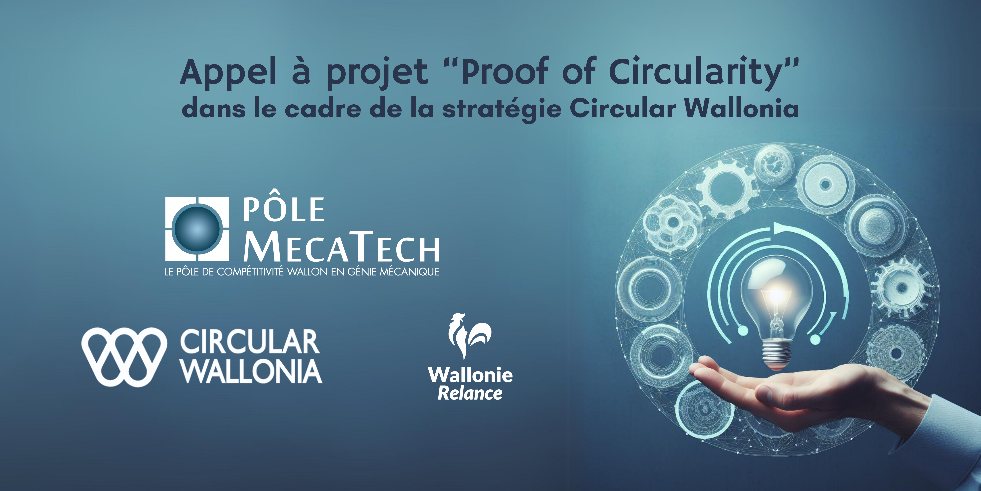 Appel à projet “Proof of Circularity”
dans le cadre de la stratégie Circular Wallonia
PÔLE
MECATECH
LE PÔLE DE COMPÉTITIVITÉ WALLON EN GÉNIE MÉCANIQUE
CIRCULAR
WALLONIA
Wallonie
Relance